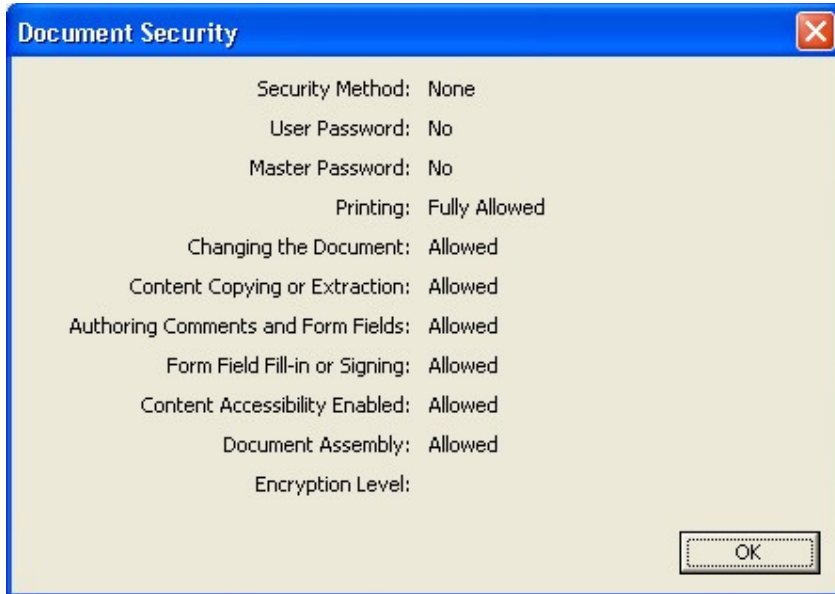 Document Security
Security Method: None
User Password: No
Master Password: No
Printing: Fully Allowed
Changing the Document: Allowed
Content Copying or Extraction: Allowed
Authoring Comments and Form Fields: Allowed
Form Field Fill-in or Signing: Allowed
Content Accessibility Enabled: Allowed
Document Assembly: Allowed
Encryption Level:
OK